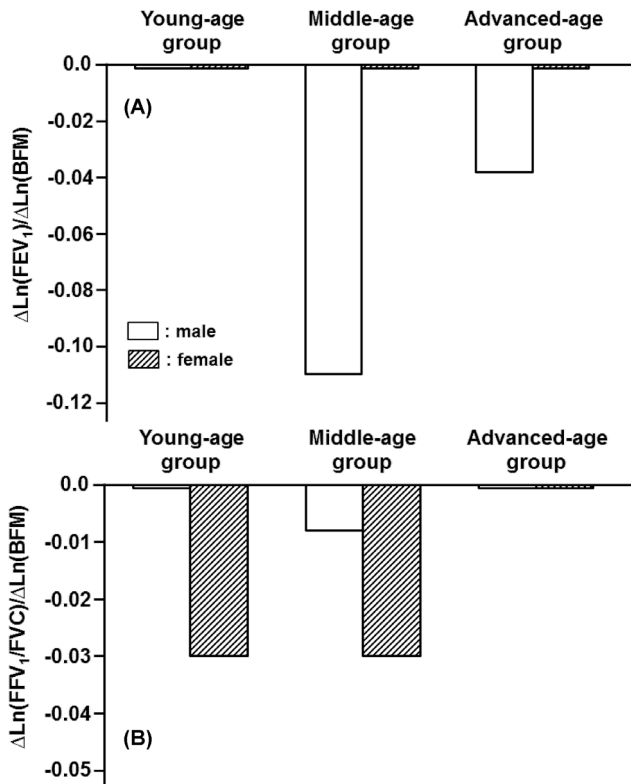 Young-age group
Middle-age group
Advanced-age group
0.0
-0.02
-0.04
-0.06
-0.08
-0.10
-0.12
ΔLn(FEV₁)/ΔLn(BFM)
(A)
: male
: female
Young-age group
Middle-age group
Advanced-age group
0.0
-0.01
-0.02
-0.03
-0.04
-0.05
ΔLn(FFV₁/FVC)/ΔLn(BFM)
(B)